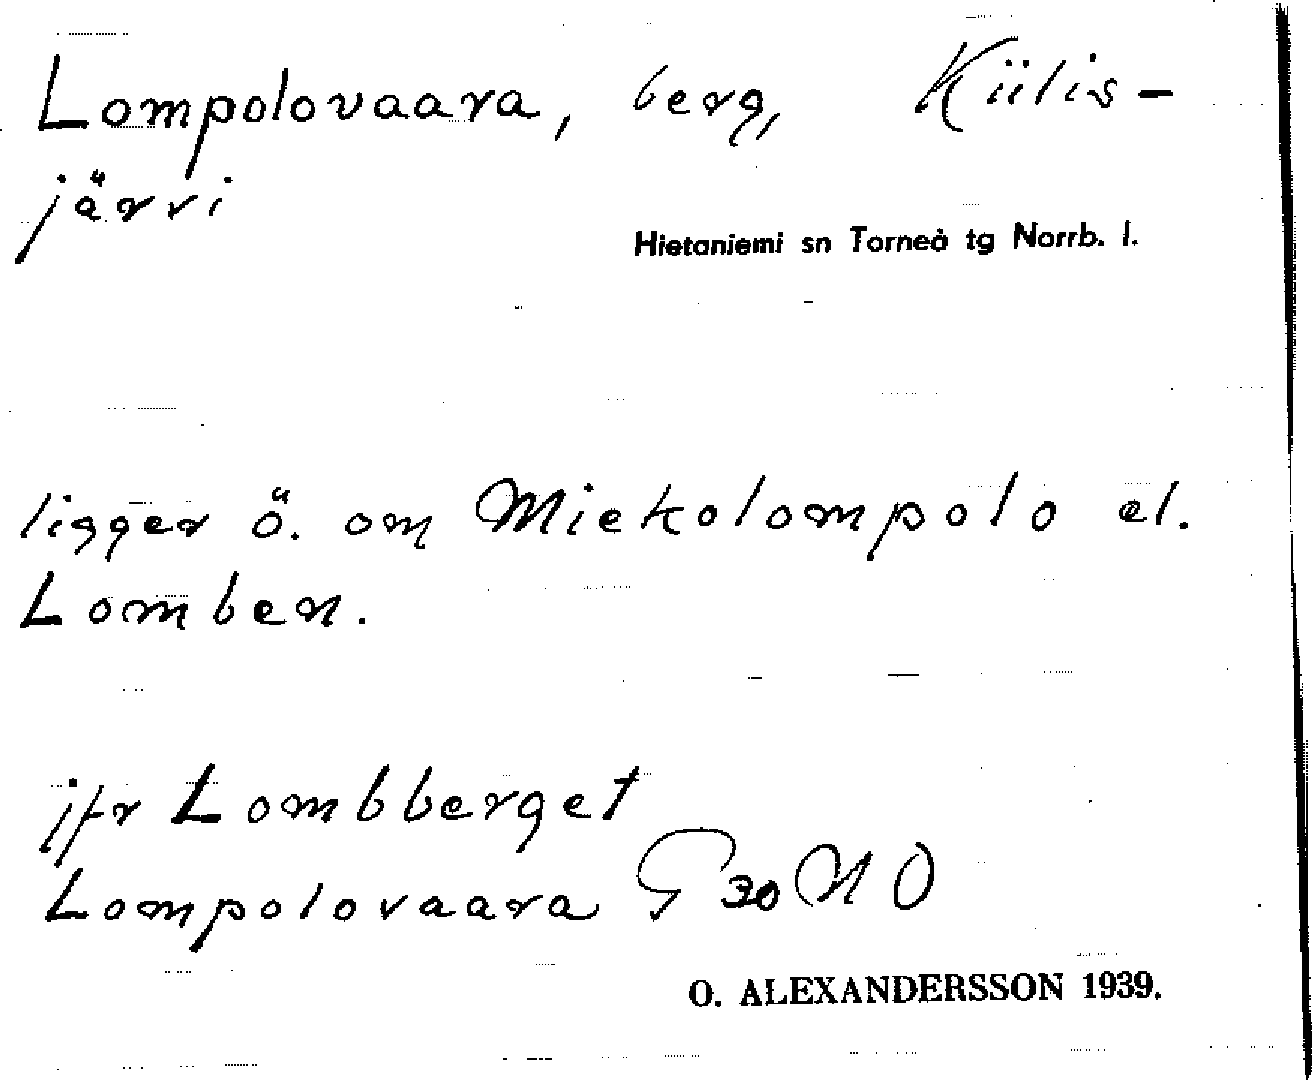 Lompolovaara, berg, Kiilis-
järvi
Hietaniemi sn Torneå tg Norrb. l.
ligger ö. om Miekolompolo el.
Lomben.
jfr Lombberget
Lompolovaara G 30 N O
O. ALEXANDERSSON 1939.